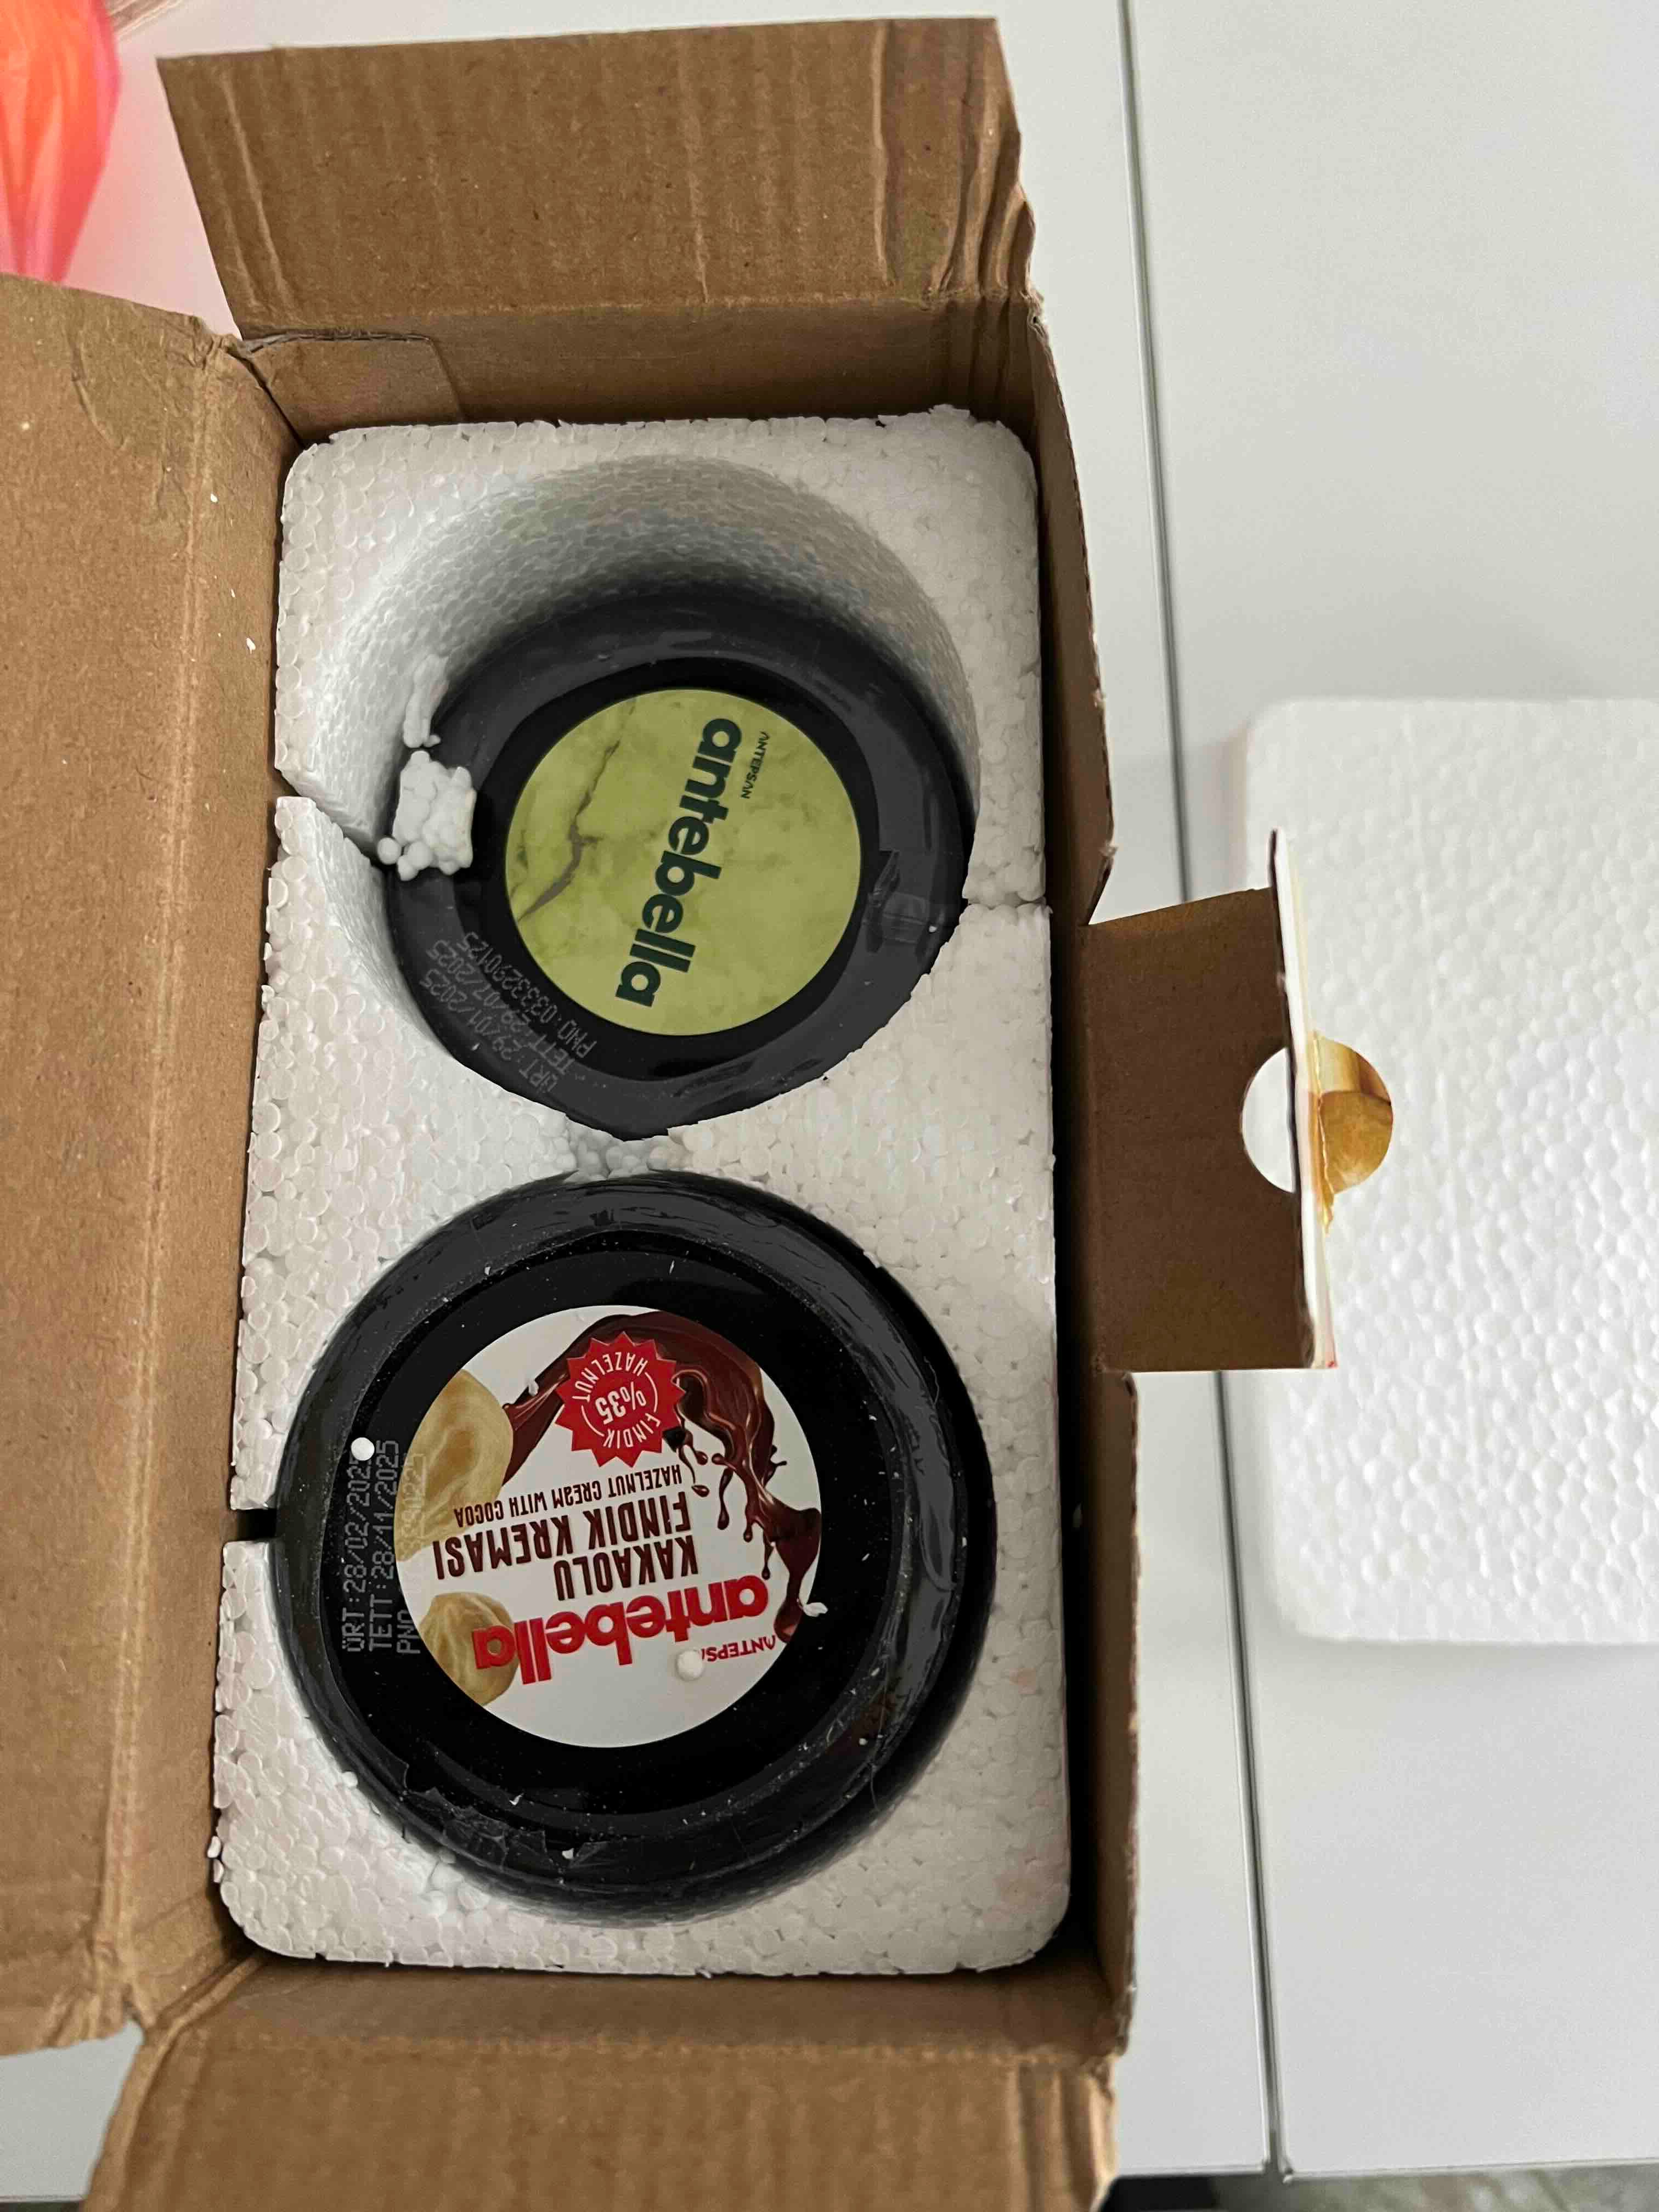 ANTEPSAN
antebella
ÜRT:29/01/2025
TETT:29/07/2025
PNO:03332290125
ANTEPSAN
antebella
KAKAOLU
FINDIK KREMASI
HAZELNUT CREAM WITH COCOA
FINDIK
%35
HAZELNUT
ÜRT:28/02/2025
TETT:28/11/2025
PNO